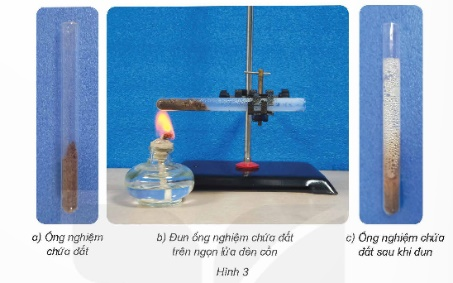 a) Ống nghiệm
chứa đất
b) Đun ống nghiệm chứa đất
trên ngọn lửa đèn cồn
c) Ống nghiệm chứa
đất sau khi đun
Hình 3